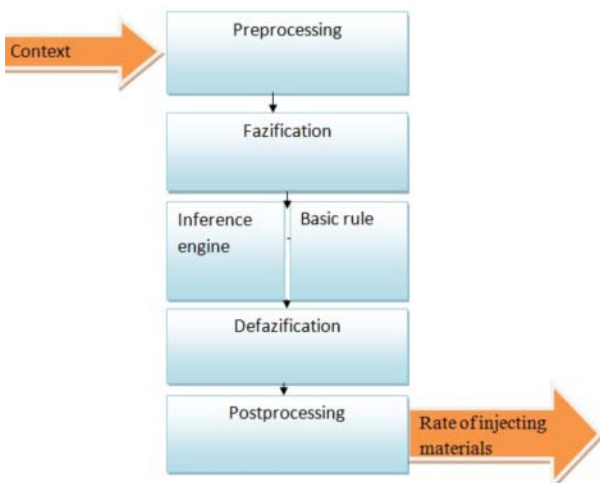 Preprocessing
Context
Fazification
Inference
engine
Basic rule
Defazification
Postprocessing
Rate of injecting
materials